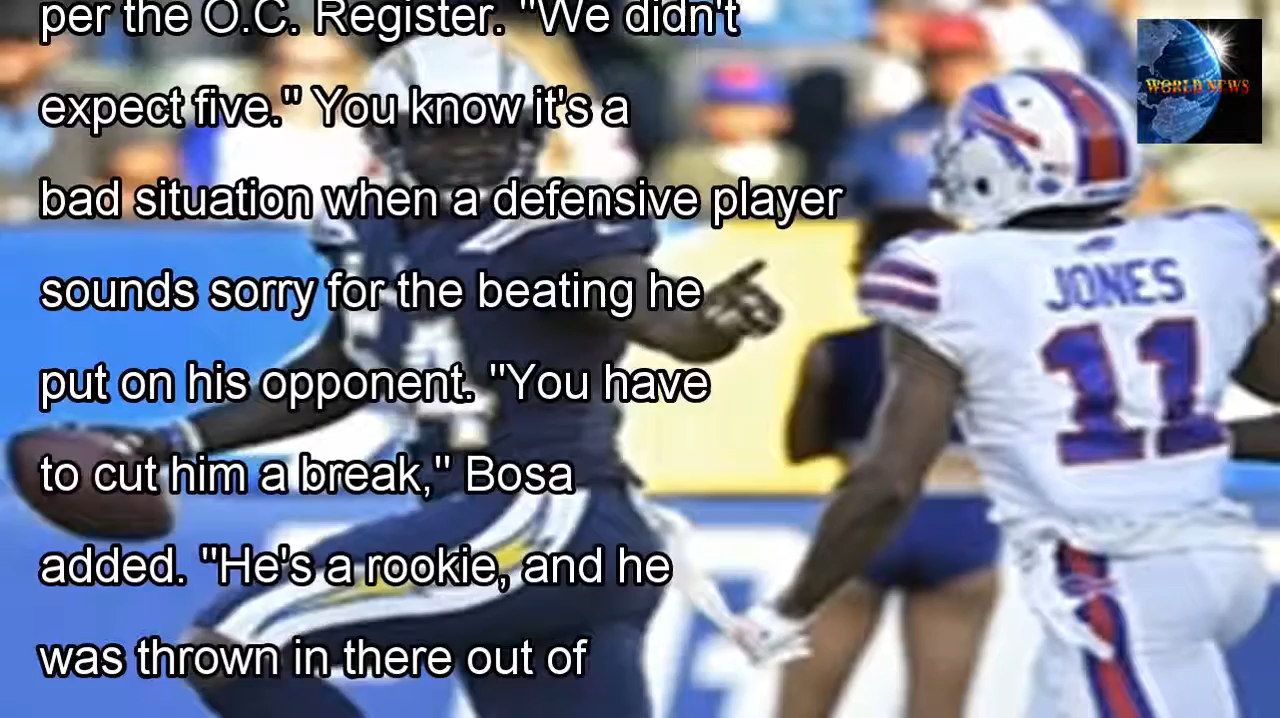 per the O.C. Register. "We didn't
expect five." You know it's a
bad situation when a defensive player
sounds sorry for the beating he
put on his opponent. "You have
to cut him a break," Bosa
added. "He's a rookie, and he
was thrown in there out of
WORLD NEWS
JONES
11